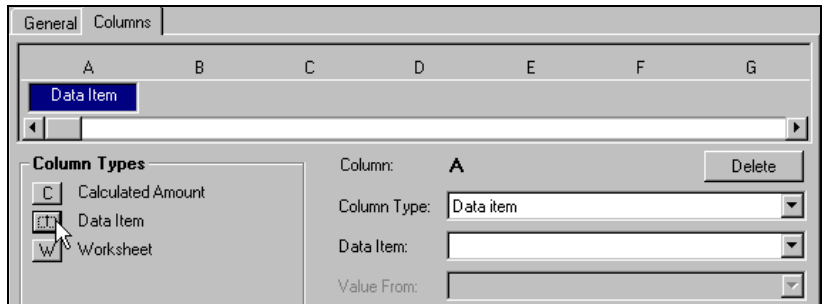 General Columns
A B C D E F G
Data Item
Column Types
Column: A Delete
C Calculated Amount
Column Type: Data item
Data Item
Data Item:
W Worksheet
Value From: